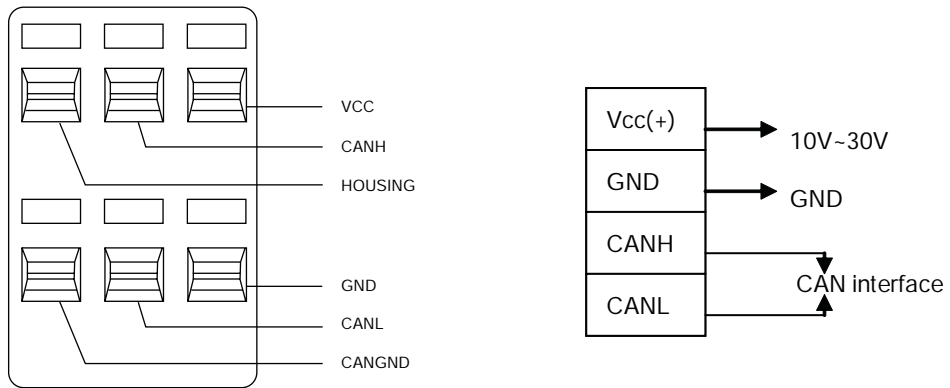 VCC
CANH
HOUSING
GND
CANL
CANGND
Vcc(+)
10V~30V
GND
GND
CANH
CAN interface
CANL